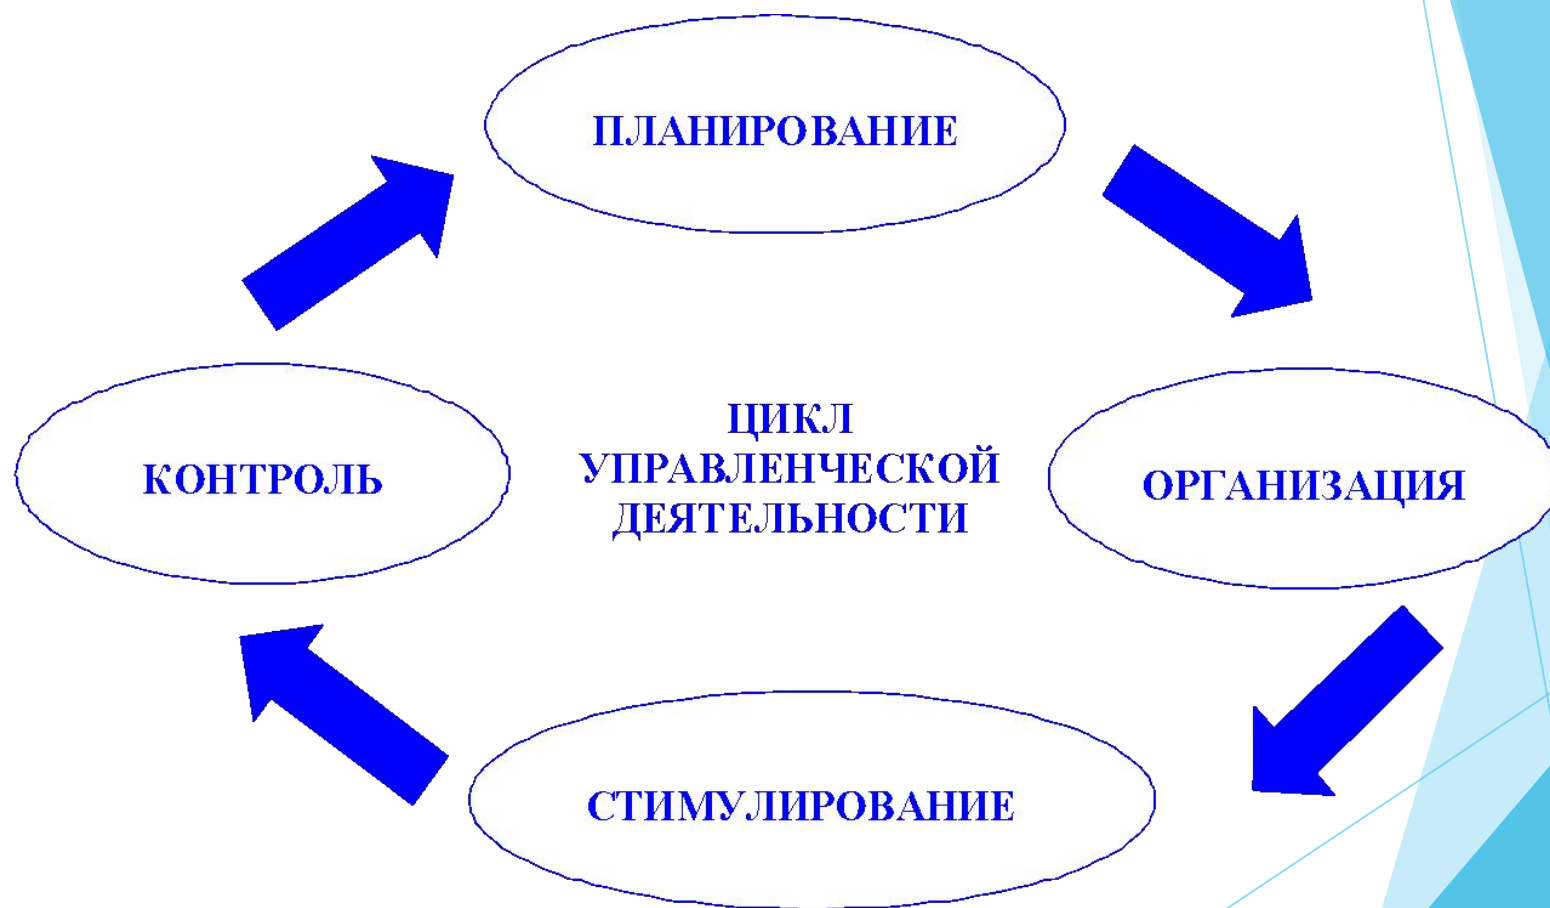 ПЛАНИРОВАНИЕ
ЦИКЛ
УПРАВЛЕНЧЕСКОЙ
ДЕЯТЕЛЬНОСТИ
КОНТРОЛЬ
ОРГАНИЗАЦИЯ
СТИМУЛИРОВАНИЕ